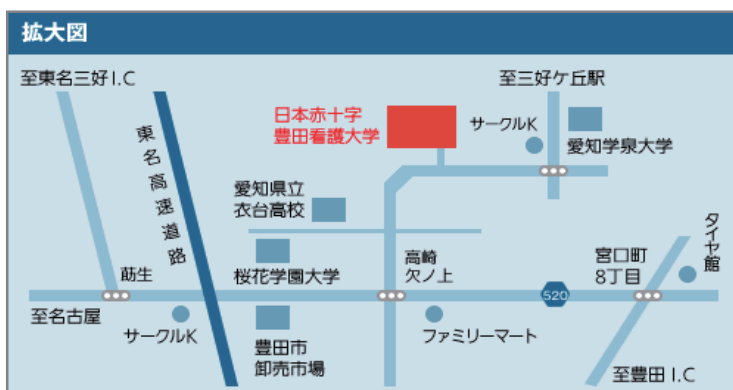 拡大図
至東名三好I.C
至三好ケ丘駅
日本赤十字
豊田看護大学
サークルK
愛知学泉大学
東名高速道路
愛知県立
衣台高校
タイヤ館
莇生
桜花学園大学
高崎
欠ノ上
宮口町
8丁目
520
至名古屋
サークルK
豊田市
卸売市場
ファミリーマート
至豊田I.C